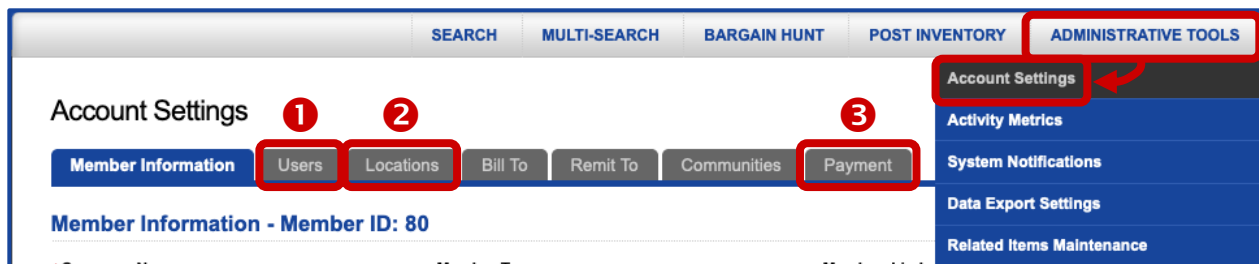 SEARCH MULTI-SEARCH BARGAIN HUNT POST INVENTORY ADMINISTRATIVE TOOLS
Account Settings
Activity Metrics
System Notifications
Data Export Settings
Related Items Maintenance
Account Settings
1 2 3
Member Information Users Locations Bill To Remit To Communities Payment
Member Information - Member ID: 80